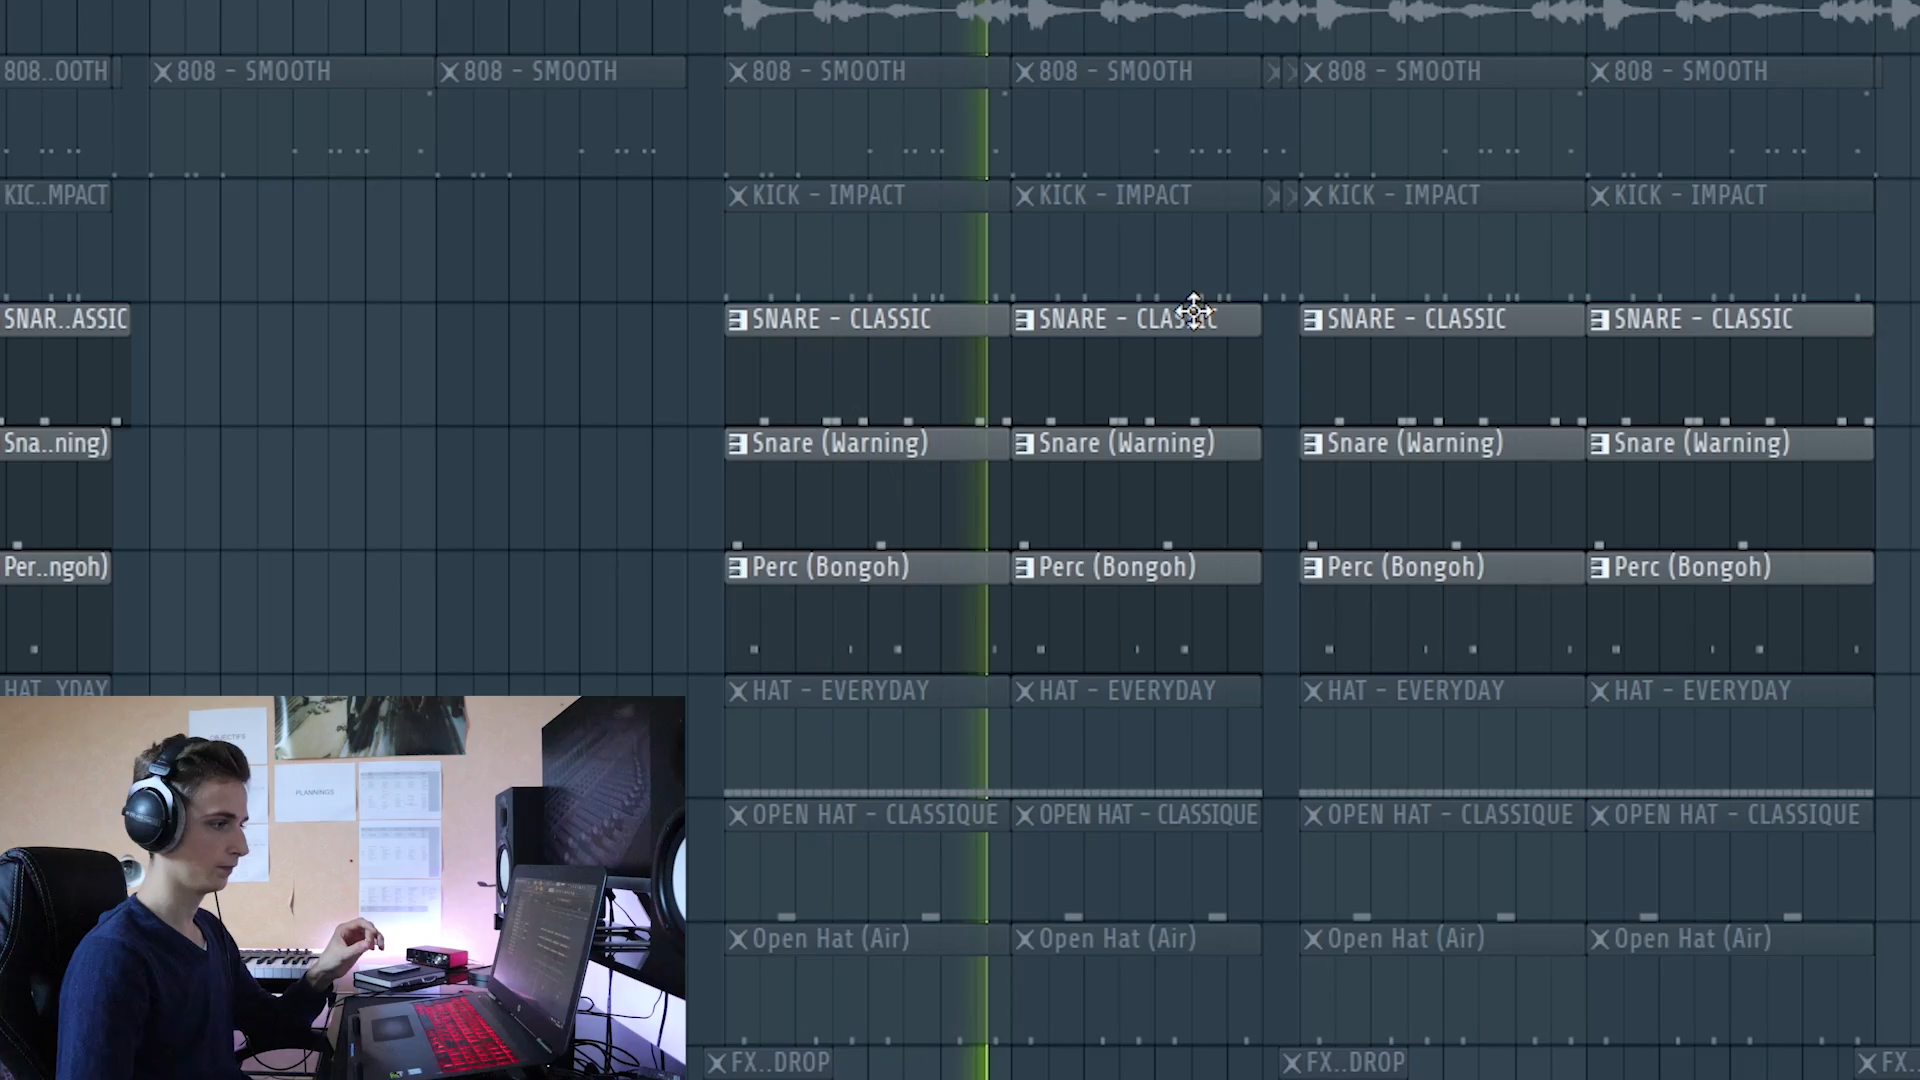 808..OOTH 808 - SMOOTH 808 - SMOOTH 808 - SMOOTH 808 - SMOOTH 808 - SMOOTH 808 - SMOOTH
KIC..MPACT KICK - IMPACT KICK - IMPACT KICK - IMPACT KICK - IMPACT
SNAR..ASSIC SNARE - CLASSIC SNARE - CLASSIC SNARE - CLASSIC SNARE - CLASSIC
Sna..ning) Snare (Warning) Snare (Warning) Snare (Warning) Snare (Warning)
Per..ngoh) Perc (Bongoh) Perc (Bongoh) Perc (Bongoh) Perc (Bongoh)
HAT..YDAY HAT - EVERYDAY HAT - EVERYDAY HAT - EVERYDAY HAT - EVERYDAY
OPEN HAT - CLASSIQUE OPEN HAT - CLASSIQUE OPEN HAT - CLASSIQUE OPEN HAT - CLASSIQUE
Open Hat (Air) Open Hat (Air) Open Hat (Air) Open Hat (Air)
FX..DROP FX..DROP FX..
OBJECTIFS
PLANNINGS